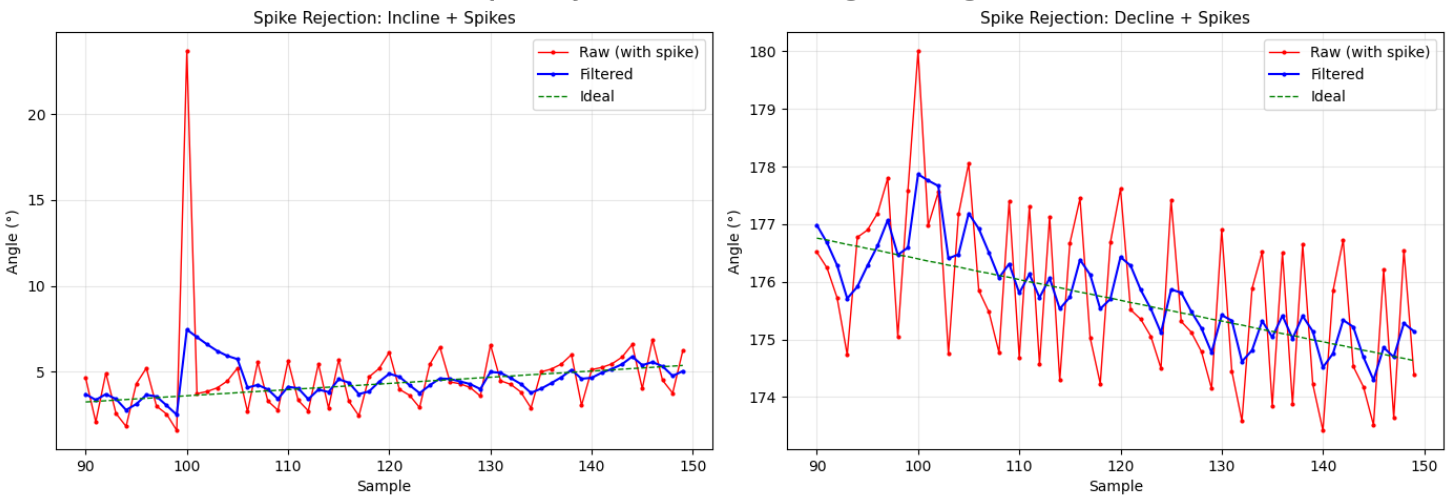 Spike Rejection: Incline + Spikes
Raw (with spike)
Filtered
Ideal
20
15
10
5
Angle (°)
90
100
110
120
130
140
150
Sample
Spike Rejection: Decline + Spikes
Raw (with spike)
Filtered
Ideal
180
179
178
177
176
175
174
Angle (°)
90
100
110
120
130
140
150
Sample